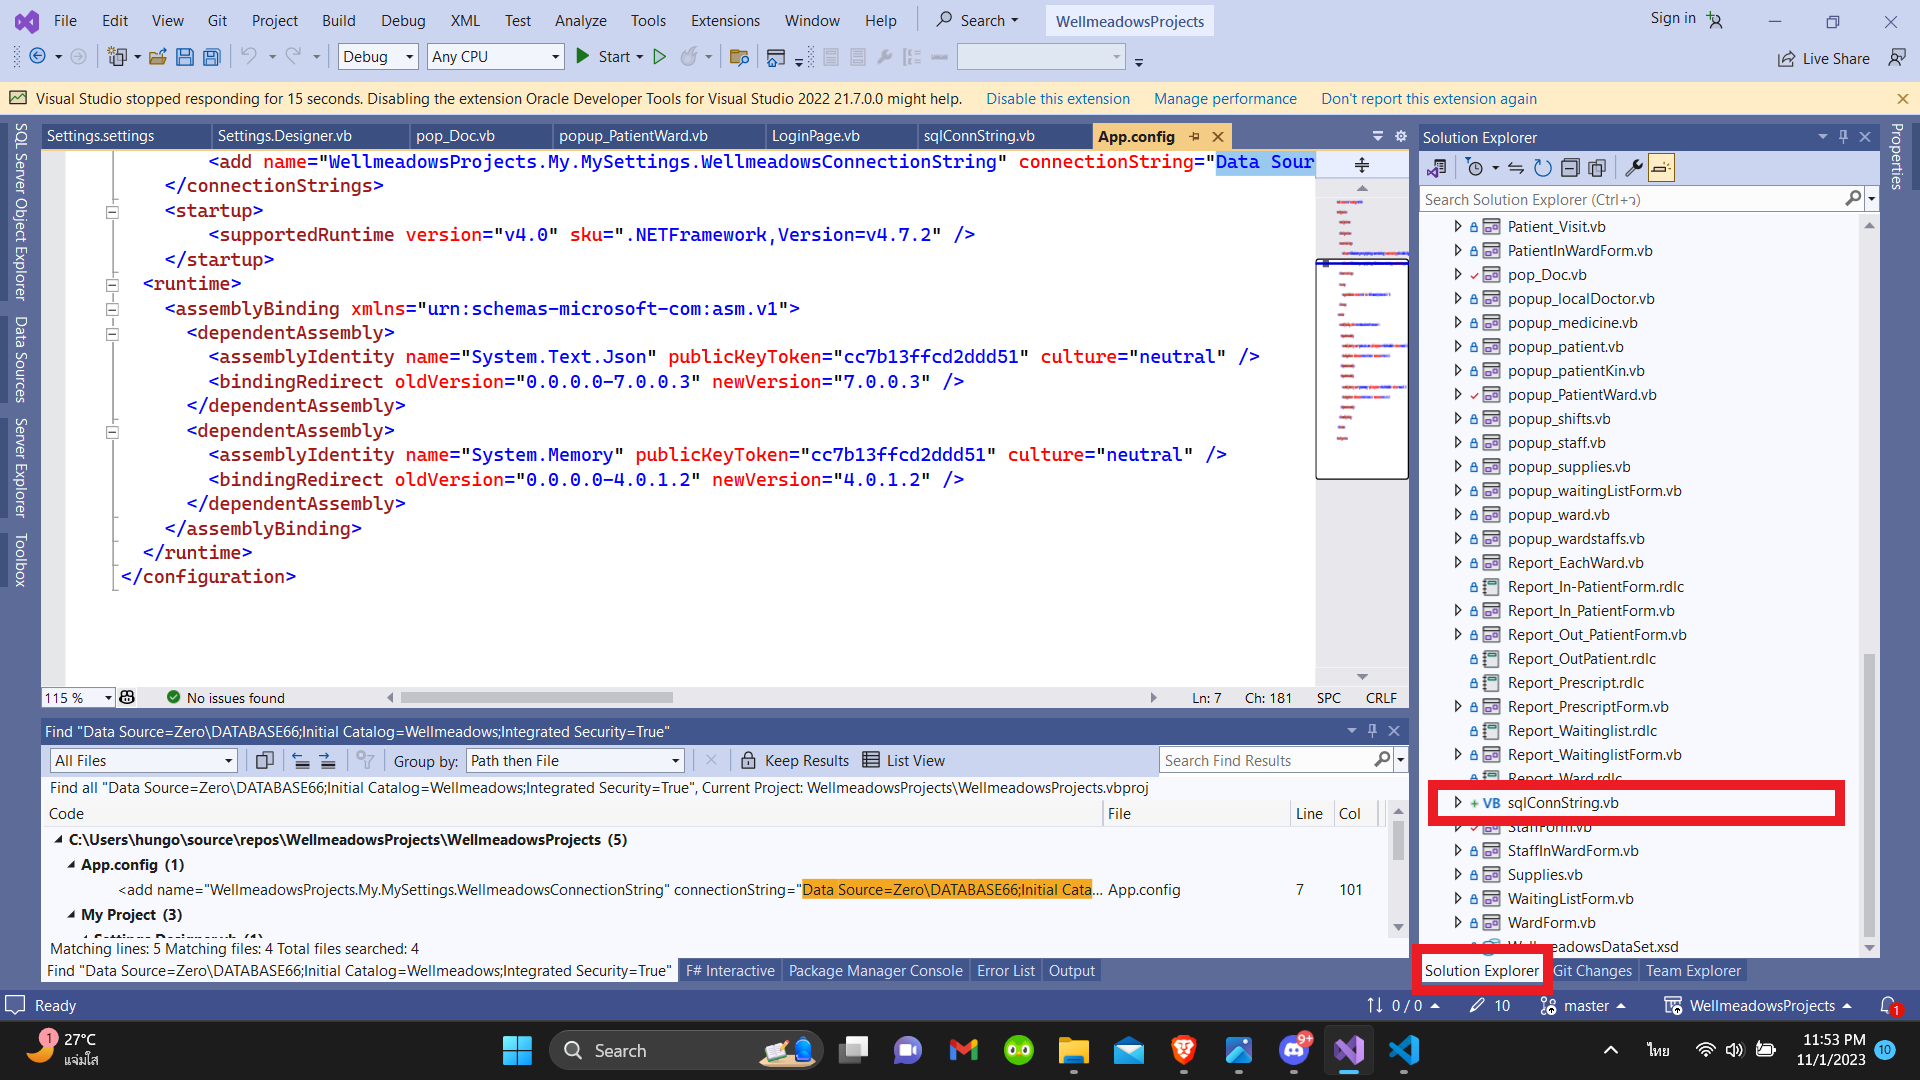 File Edit View Git Project Build Debug XML Test Analyze Tools Extensions Window Help Search WellmeadowsProjects Sign in
Debug Any CPU Start Live Share
Visual Studio stopped responding for 15 seconds. Disabling the extension Oracle Developer Tools for Visual Studio 2022 21.7.0.0 might help. Disable this extension Manage performance Don't report this extension again
SQL Server Object Explorer
Data Sources
Server Explorer
Toolbox
Settings.settings Settings.Designer.vb pop_Doc.vb popup_PatientWard.vb LoginPage.vb sqlConnString.vb App.config
<add name="WellmeadowsProjects.My.MySettings.WellmeadowsConnectionString" connectionString="Data Sour
</connectionStrings>
<startup>
<supportedRuntime version="v4.0" sku=".NETFramework,Version=v4.7.2" />
</startup>
<runtime>
<assemblyBinding xmlns="urn:schemas-microsoft-com:asm.v1">
<dependentAssembly>
<assemblyIdentity name="System.Text.Json" publicKeyToken="cc7b13ffcd2ddd51" culture="neutral" />
<bindingRedirect oldVersion="0.0.0.0-7.0.0.3" newVersion="7.0.0.3" />
</dependentAssembly>
<dependentAssembly>
<assemblyIdentity name="System.Memory" publicKeyToken="cc7b13ffcd2ddd51" culture="neutral" />
<bindingRedirect oldVersion="0.0.0.0-4.0.1.2" newVersion="4.0.1.2" />
</dependentAssembly>
</assemblyBinding>
</runtime>
</configuration>
115 % No issues found Ln: 7 Ch: 181 SPC CRLF
Find "Data Source=Zero\DATABASE66;Initial Catalog=Wellmeadows;Integrated Security=True"
All Files Group by: Path then File Keep Results List View Search Find Results
Find all "Data Source=Zero\DATABASE66;Initial Catalog=Wellmeadows;Integrated Security=True", Current Project: WellmeadowsProjects\WellmeadowsProjects.vbproj
Code File Line Col
C:\Users\hungo\source\repos\WellmeadowsProjects\WellmeadowsProjects (5)
App.config (1)
<add name="WellmeadowsProjects.My.MySettings.WellmeadowsConnectionString" connectionString="Data Source=Zero\DATABASE66;Initial Cata... App.config 7 101
My Project (3)
Settings.Designer.vb (1)
Matching lines: 5 Matching files: 4 Total files searched: 4
Find "Data Source=Zero\DATABASE66;Initial Catalog=Wellmeadows;Integrated Security=True" F# Interactive Package Manager Console Error List Output
Solution Explorer
Properties
Search Solution Explorer (Ctrl+ว)
Patient_Visit.vb
PatientInWardForm.vb
pop_Doc.vb
popup_localDoctor.vb
popup_medicine.vb
popup_patient.vb
popup_patientKin.vb
popup_PatientWard.vb
popup_shifts.vb
popup_staff.vb
popup_supplies.vb
popup_waitingListForm.vb
popup_ward.vb
popup_wardstaffs.vb
Report_EachWard.vb
Report_In-PatientForm.rdlc
Report_In_PatientForm.vb
Report_Out_PatientForm.vb
Report_OutPatient.rdlc
Report_Prescript.rdlc
Report_PrescriptForm.vb
Report_Waitinglist.rdlc
Report_WaitinglistForm.vb
Report_Ward.rdlc
VB sqlConnString.vb
StaffForm.vb
StaffInWardForm.vb
Supplies.vb
WaitingListForm.vb
WardForm.vb
WellmeadowsDataSet.xsd
Solution Explorer Git Changes Team Explorer
Ready 0 / 0 10 master WellmeadowsProjects 1
1 27°C
แจ่มใส
Search 9+ ไทย 11:53 PM
11/1/2023 10